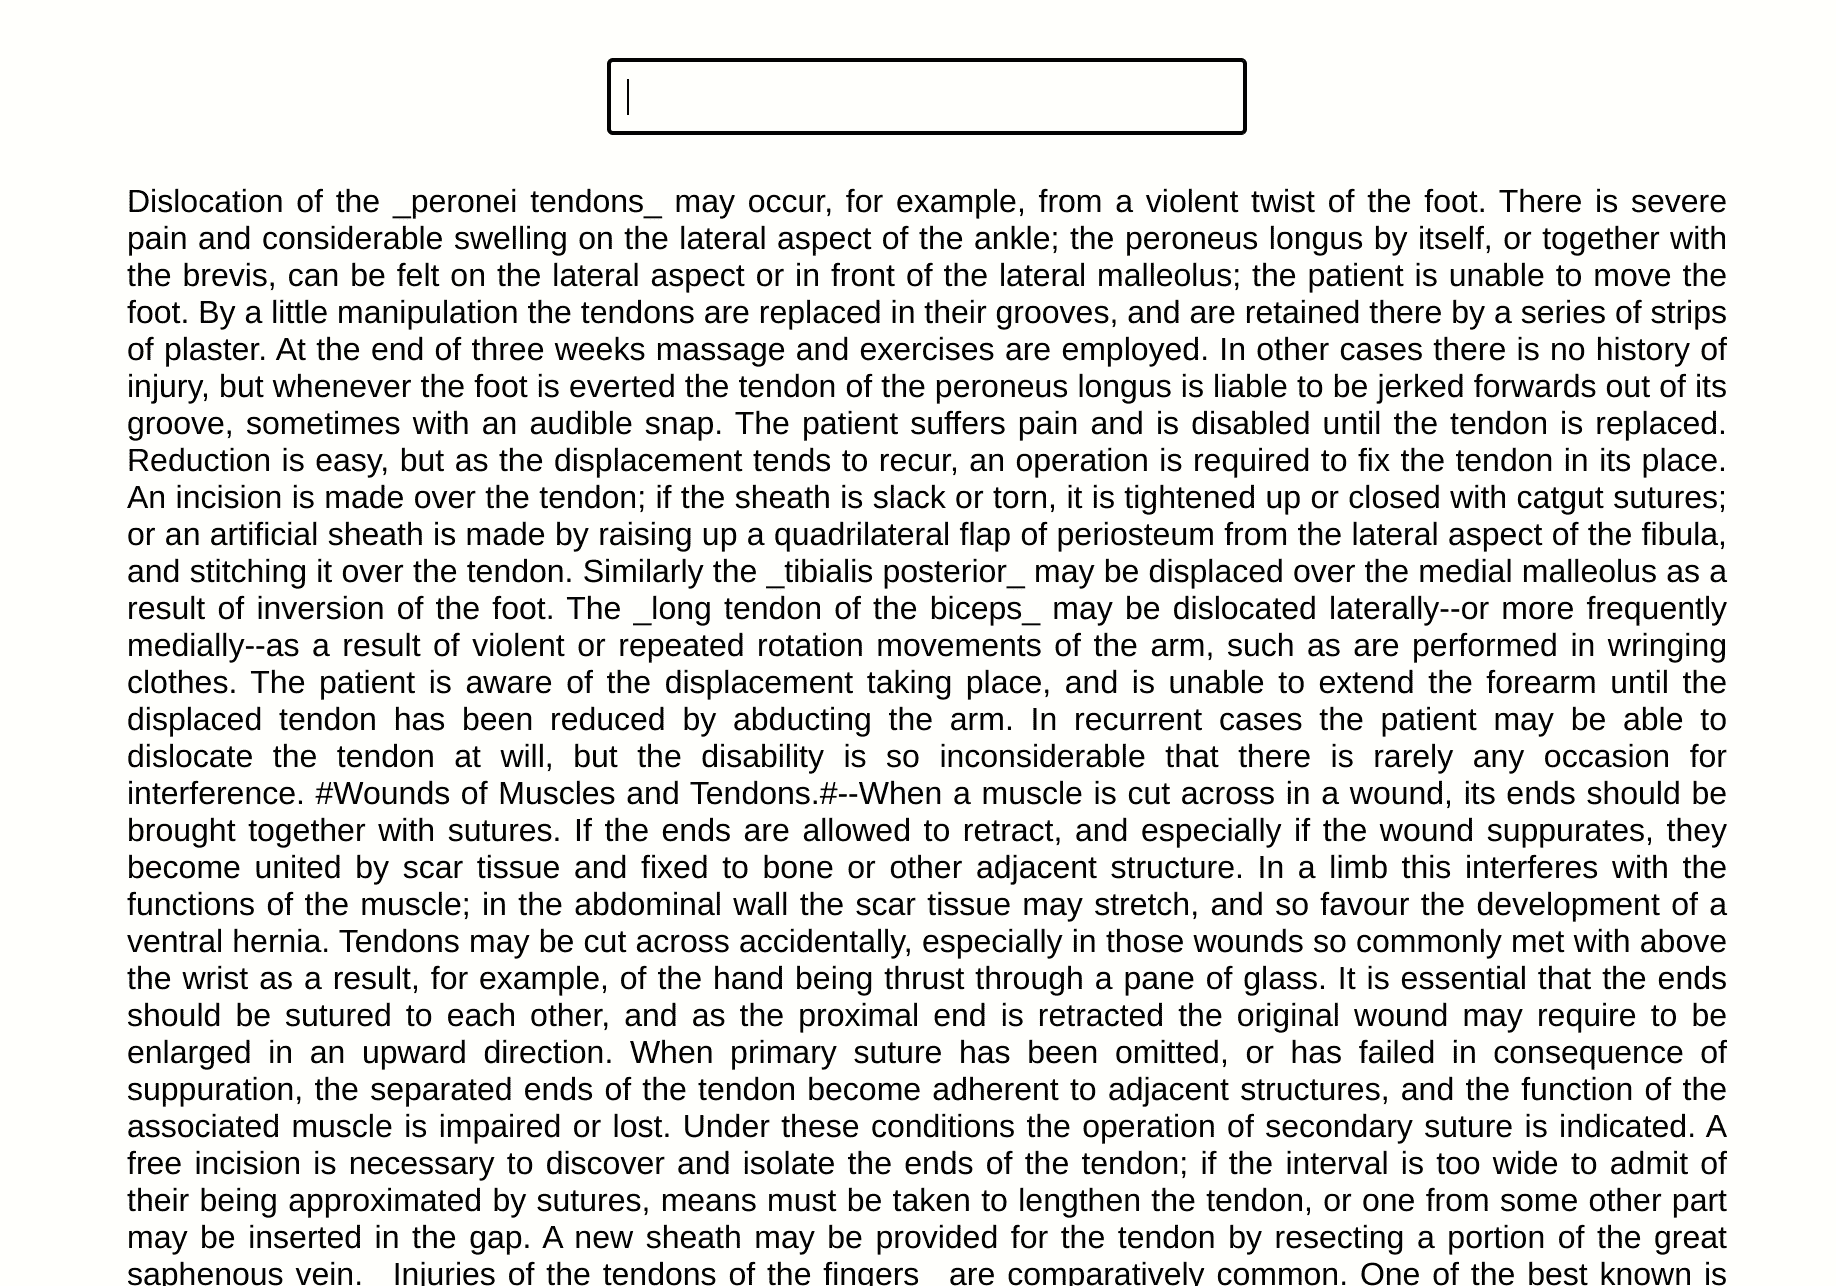 Dislocation of the _peronei tendons_ may occur, for example, from a violent twist of the foot. There is severe
pain and considerable swelling on the lateral aspect of the ankle; the peroneus longus by itself, or together with
the brevis, can be felt on the lateral aspect or in front of the lateral malleolus; the patient is unable to move the
foot. By a little manipulation the tendons are replaced in their grooves, and are retained there by a series of strips
of plaster. At the end of three weeks massage and exercises are employed. In other cases there is no history of
injury, but whenever the foot is everted the tendon of the peroneus longus is liable to be jerked forwards out of its
groove, sometimes with an audible snap. The patient suffers pain and is disabled until the tendon is replaced.
Reduction is easy, but as the displacement tends to recur, an operation is required to fix the tendon in its place.
An incision is made over the tendon; if the sheath is slack or torn, it is tightened up or closed with catgut sutures;
or an artificial sheath is made by raising up a quadrilateral flap of periosteum from the lateral aspect of the fibula,
and stitching it over the tendon. Similarly the _tibialis posterior_ may be displaced over the medial malleolus as a
result of inversion of the foot. The _long tendon of the biceps_ may be dislocated laterally--or more frequently
medially--as a result of violent or repeated rotation movements of the arm, such as are performed in wringing
clothes. The patient is aware of the displacement taking place, and is unable to extend the forearm until the
displaced tendon has been reduced by abducting the arm. In recurrent cases the patient may be able to
dislocate the tendon at will, but the disability is so inconsiderable that there is rarely any occasion for
interference. #Wounds of Muscles and Tendons.#--When a muscle is cut across in a wound, its ends should be
brought together with sutures. If the ends are allowed to retract, and especially if the wound suppurates, they
become united by scar tissue and fixed to bone or other adjacent structure. In a limb this interferes with the
functions of the muscle; in the abdominal wall the scar tissue may stretch, and so favour the development of a
ventral hernia. Tendons may be cut across accidentally, especially in those wounds so commonly met with above
the wrist as a result, for example, of the hand being thrust through a pane of glass. It is essential that the ends
should be sutured to each other, and as the proximal end is retracted the original wound may require to be
enlarged in an upward direction. When primary suture has been omitted, or has failed in consequence of
suppuration, the separated ends of the tendon become adherent to adjacent structures, and the function of the
associated muscle is impaired or lost. Under these conditions the operation of secondary suture is indicated. A
free incision is necessary to discover and isolate the ends of the tendon; if the interval is too wide to admit of
their being approximated by sutures, means must be taken to lengthen the tendon, or one from some other part
may be inserted in the gap. A new sheath may be provided for the tendon by resecting a portion of the great
saphenous vein. _Injuries of the tendons of the fingers_ are comparatively common. One of the best known is